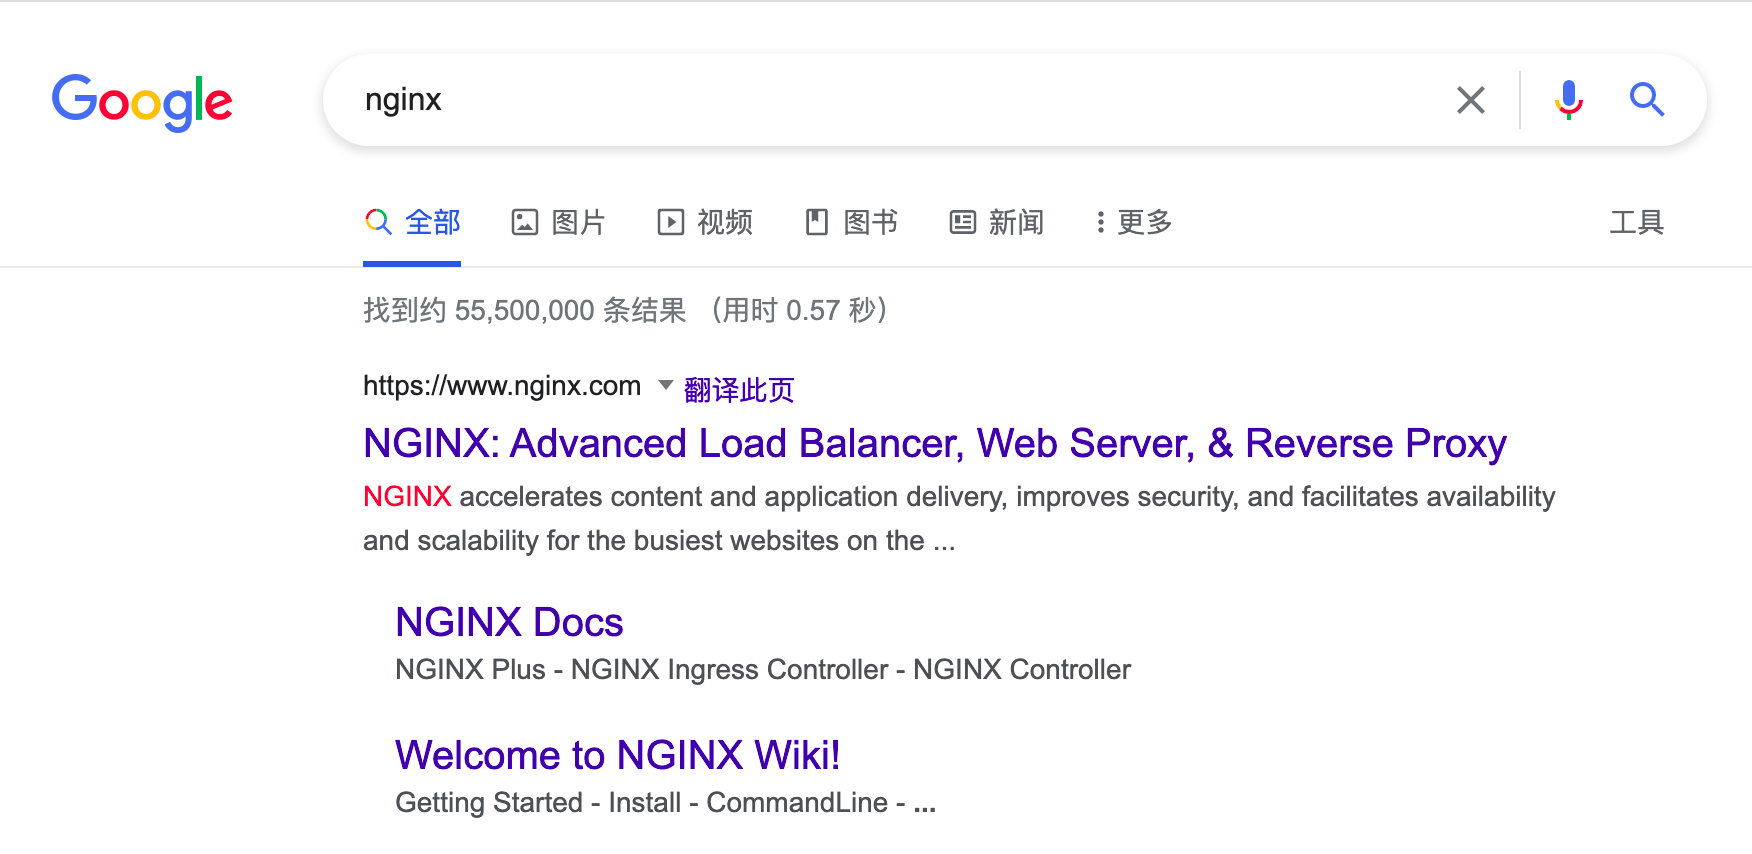 Google
nginx
全部 图片 视频 图书 新闻 更多 工具
找到约 55,500,000 条结果 （用时 0.57 秒）
https://www.nginx.com 翻译此页
NGINX: Advanced Load Balancer, Web Server, & Reverse Proxy
NGINX accelerates content and application delivery, improves security, and facilitates availability
and scalability for the busiest websites on the ...
NGINX Docs
NGINX Plus - NGINX Ingress Controller - NGINX Controller
Welcome to NGINX Wiki!
Getting Started - Install - CommandLine - ...